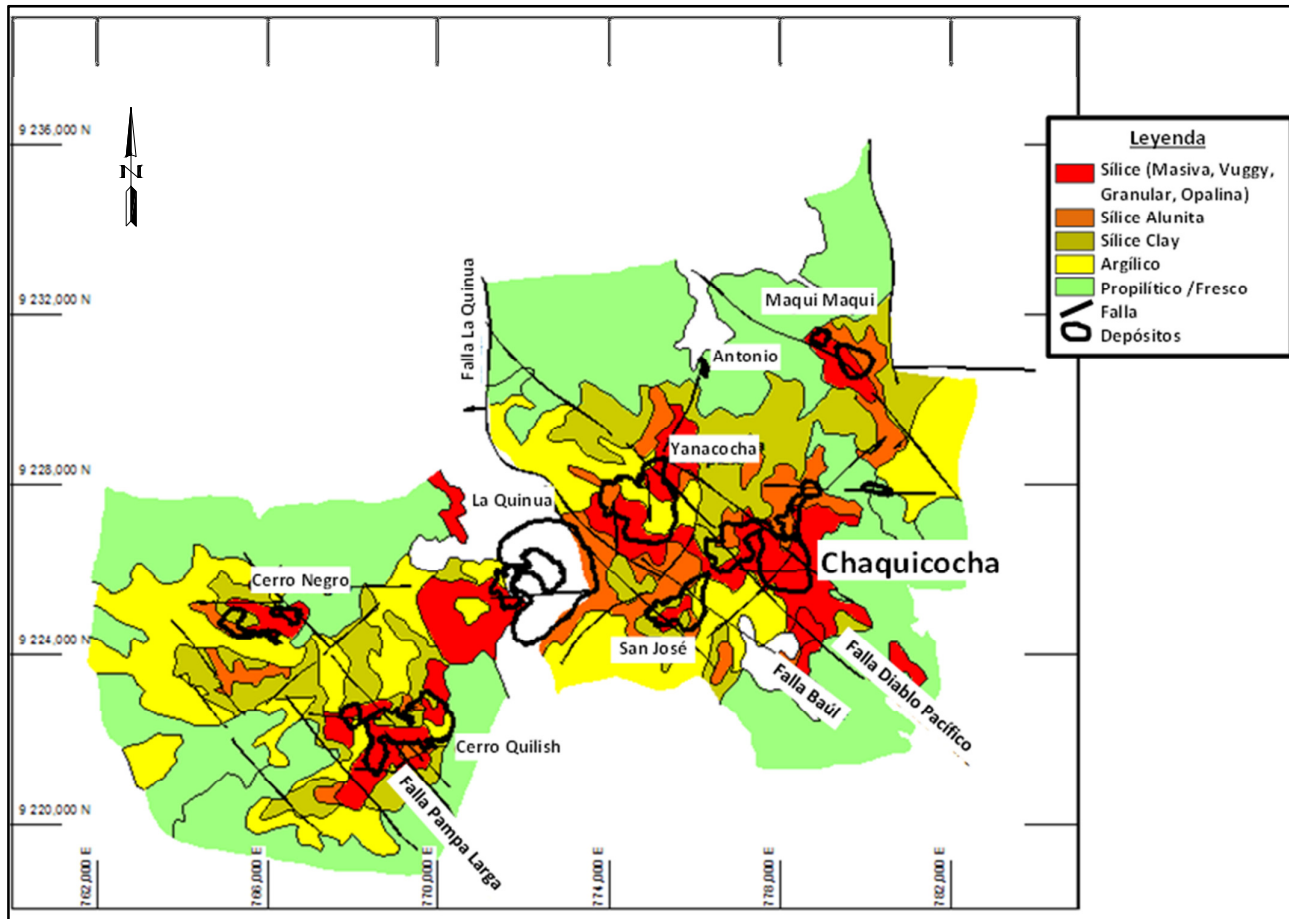 9 236,000 N
N
Leyenda
Sílice (Masiva, Vuggy,
Granular, Opalina)
Sílice Alunita
Sílice Clay
Argílico
Propilítico /Fresco
Falla
Depósitos
9 232,000 N
Falla La Quinua
Maqui Maqui
Antonio
Yanacocha
9 228,000 N
La Quinua
Chaquicocha
Cerro Negro
9 224,000 N
San José
Falla Baúl
Falla Diablo Pacífico
Cerro Quilish
Falla Pampa Larga
9 220,000 N
762,000 E
766,000 E
770,000 E
774,000 E
778,000 E
782,000 E